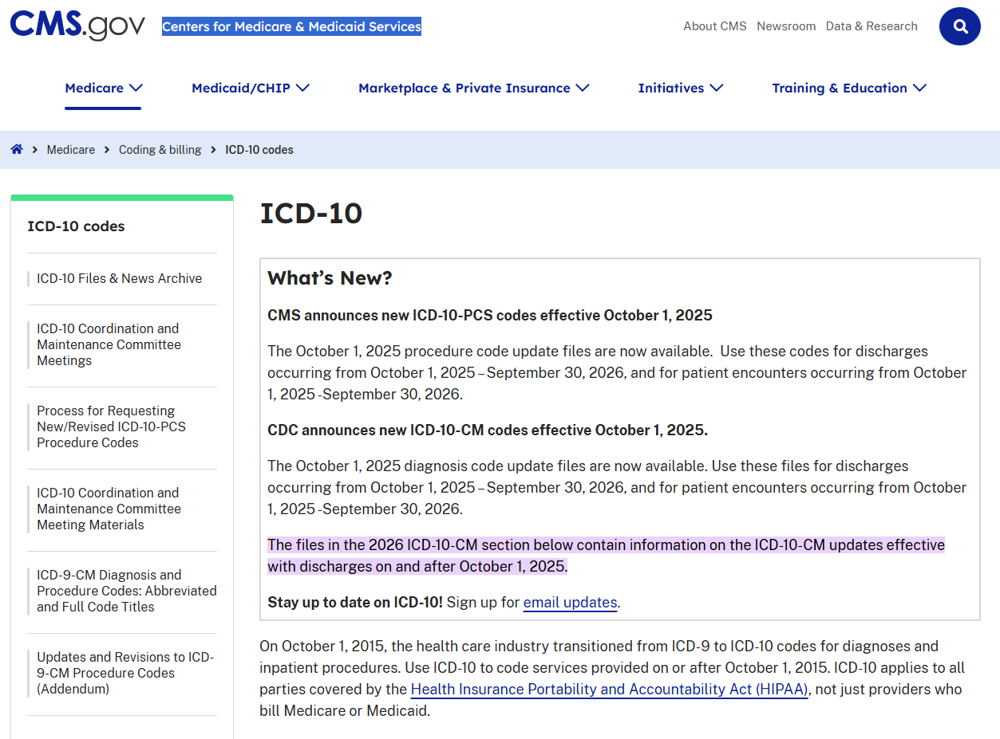 CMS.gov Centers for Medicare & Medicaid Services
About CMS Newsroom Data & Research
Medicare Medicaid/CHIP Marketplace & Private Insurance Initiatives Training & Education
Medicare Coding & billing ICD-10 codes
ICD-10 codes
ICD-10 Files & News Archive
ICD-10 Coordination and
Maintenance Committee
Meetings
Process for Requesting
New/Revised ICD-10-PCS
Procedure Codes
ICD-10 Coordination and
Maintenance Committee
Meeting Materials
ICD-9-CM Diagnosis and
Procedure Codes: Abbreviated
and Full Code Titles
Updates and Revisions to ICD-
9-CM Procedure Codes
(Addendum)
ICD-10
What’s New?
CMS announces new ICD-10-PCS codes effective October 1, 2025
The October 1, 2025 procedure code update files are now available.  Use these codes for discharges
occurring from October 1, 2025 – September 30, 2026, and for patient encounters occurring from October
1, 2025 -September 30, 2026.
CDC announces new ICD-10-CM codes effective October 1, 2025.
The October 1, 2025 diagnosis code update files are now available. Use these files for discharges
occurring from October 1, 2025 – September 30, 2026, and for patient encounters occurring from October
1, 2025 -September 30, 2026.
The files in the 2026 ICD-10-CM section below contain information on the ICD-10-CM updates effective
with discharges on and after October 1, 2025.
Stay up to date on ICD-10! Sign up for email updates.
On October 1, 2015, the health care industry transitioned from ICD-9 to ICD-10 codes for diagnoses and
inpatient procedures. Use ICD-10 to code services provided on or after October 1, 2015. ICD-10 applies to all
parties covered by the Health Insurance Portability and Accountability Act (HIPAA), not just providers who
bill Medicare or Medicaid.